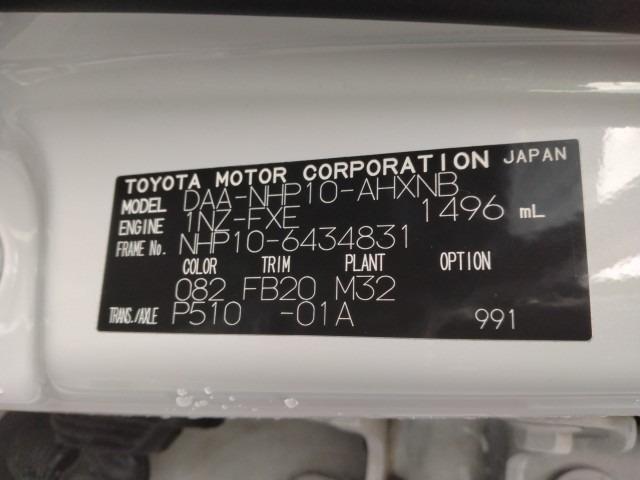 TOYOTA MOTOR CORPORATION JAPAN
MODEL DAA-NHP10-AHXNB
ENGINE 1NZ-FXE 1496 mL
FRAME No. NHP10-6434831
COLOR TRIM PLANT OPTION
082 FB20 M32
TRANS./AXLE P510 -01A 991